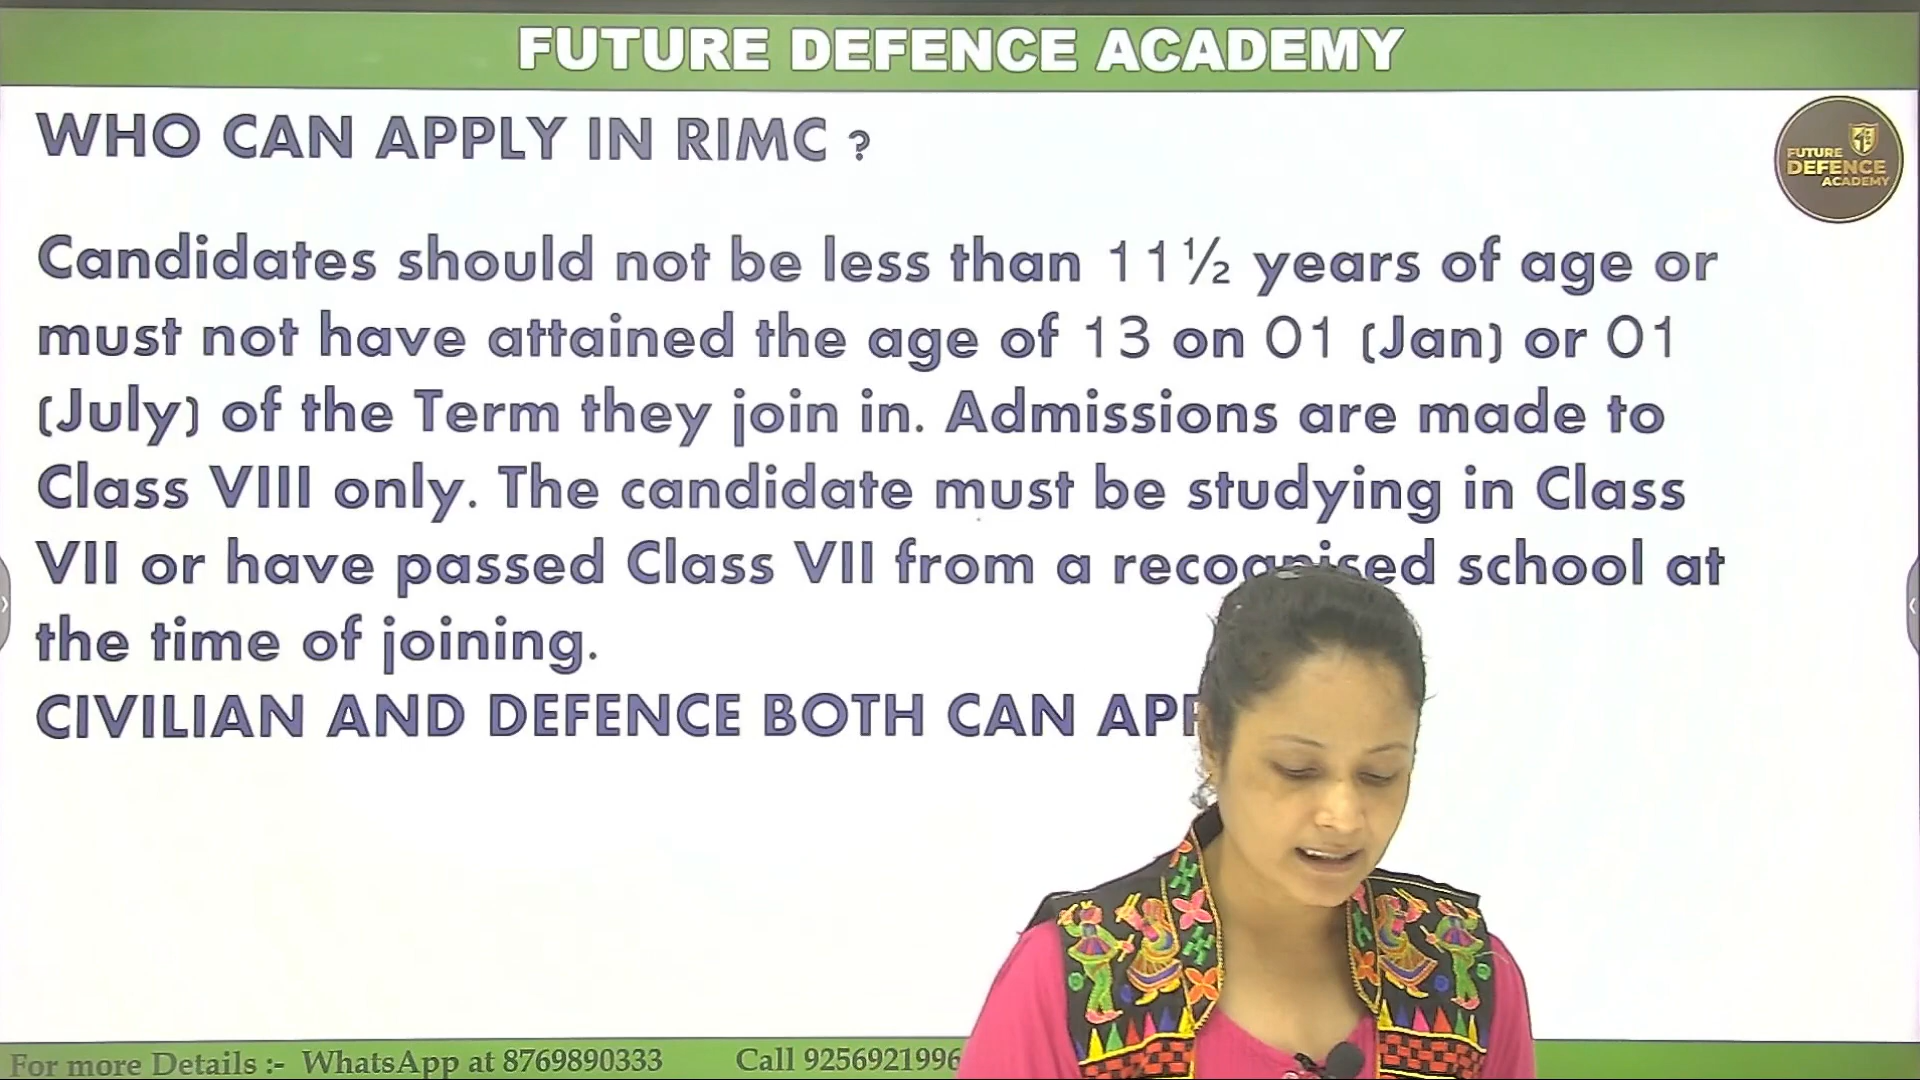 FUTURE DEFENCE ACADEMY
WHO CAN APPLY IN RIMC ?
FUTURE
DEFENCE
ACADEMY
Candidates should not be less than 11½ years of age or
must not have attained the age of 13 on 01 (Jan) or 01
(July) of the Term they join in. Admissions are made to
Class VIII only. The candidate must be studying in Class
VII or have passed Class VII from a recognised school at
the time of joining.
CIVILIAN AND DEFENCE BOTH CAN
For more Details :- WhatsApp at 8769890333 Call 9256921996